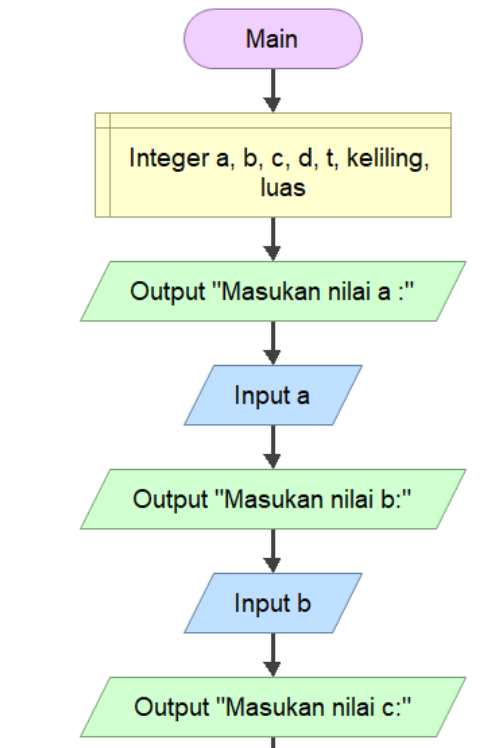 Main
Integer a, b, c, d, t, keliling,
luas
Output "Masukan nilai a :"
Input a
Output "Masukan nilai b:"
Input b
Output "Masukan nilai c:"